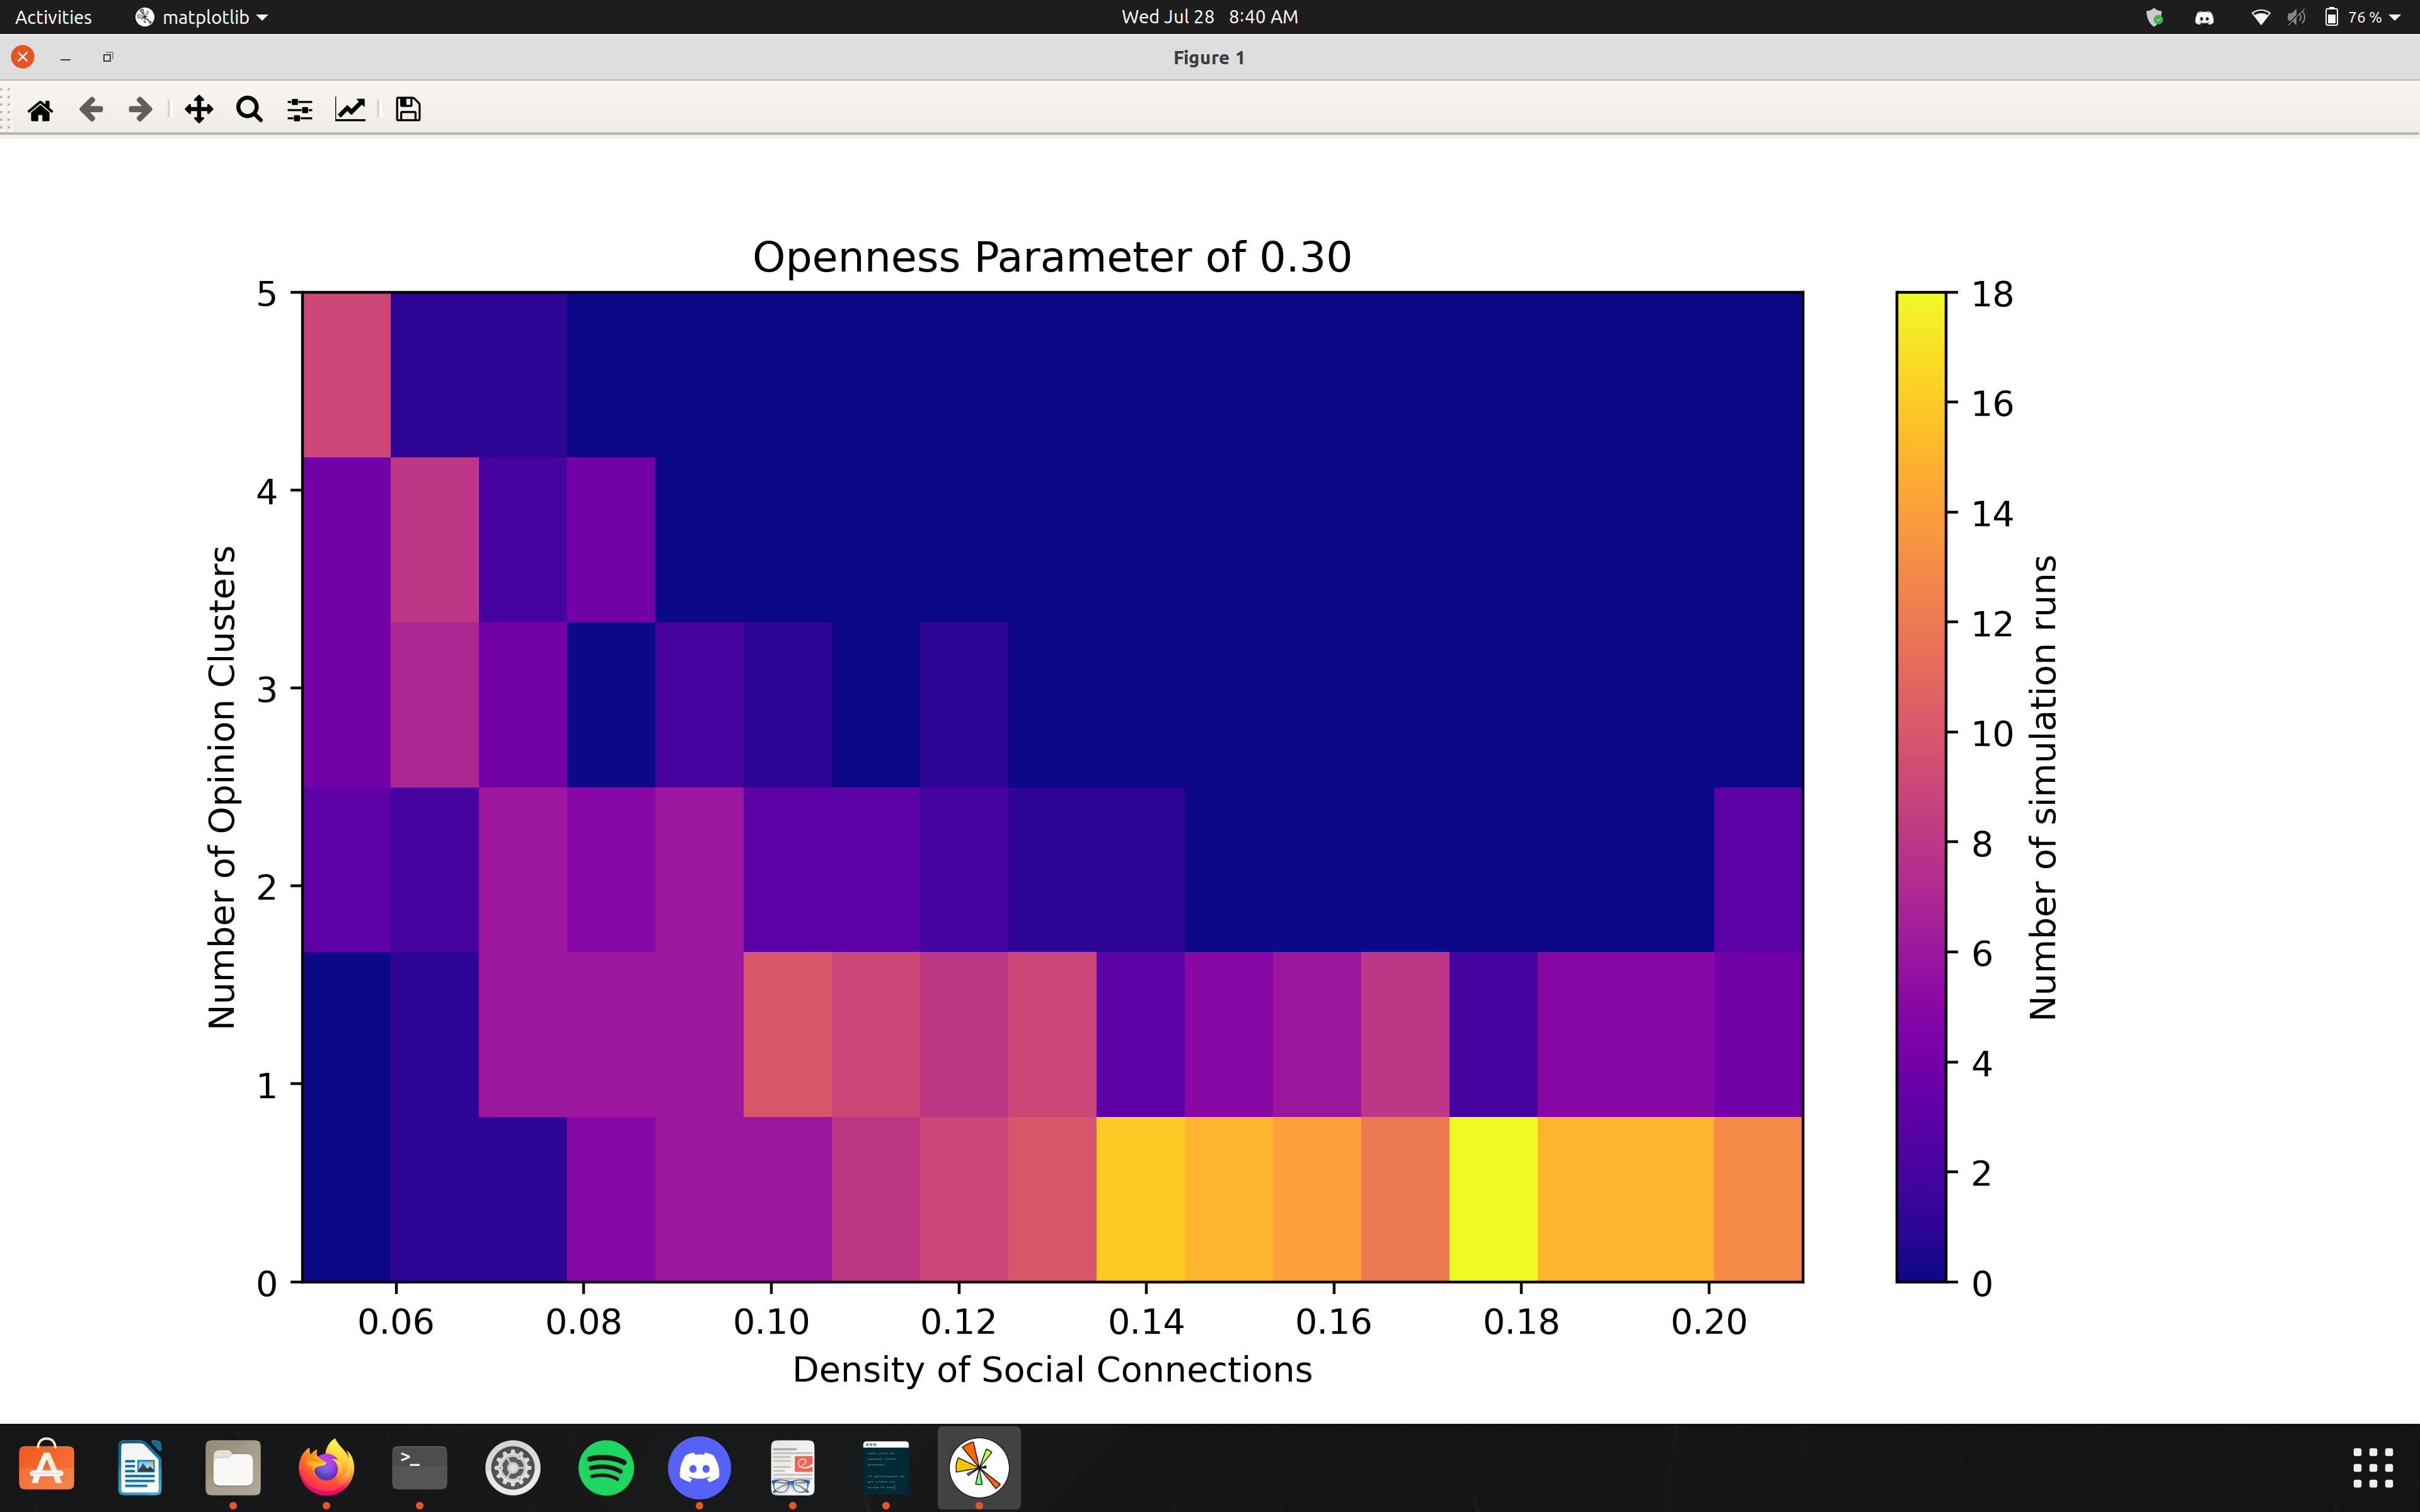 Activities matplotlib Wed Jul 28 8:40 AM 76 %
Figure 1
Openness Parameter of 0.30
5
4
3
2
1
0
Number of Opinion Clusters
0.06 0.08 0.10 0.12 0.14 0.16 0.18 0.20
Density of Social Connections
18
16
14
12
10
8
6
4
2
0
Number of simulation runs